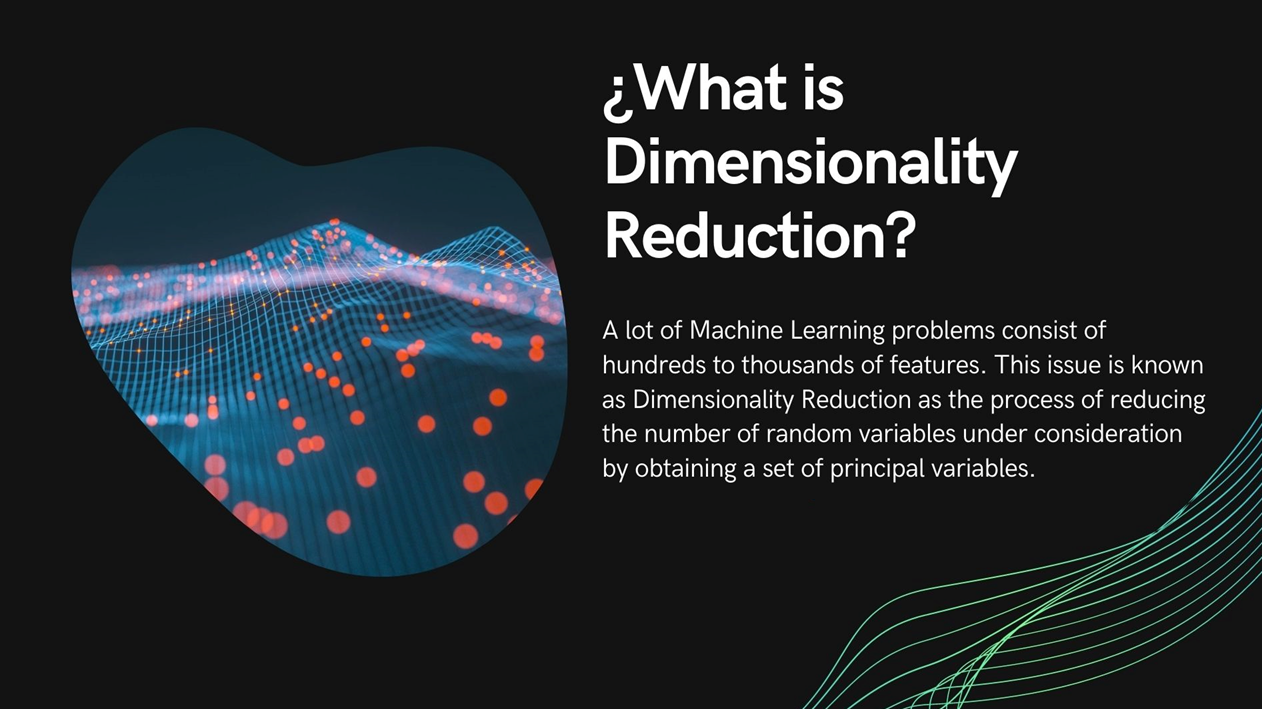 ¿What is
Dimensionality
Reduction?
A lot of Machine Learning problems consist of
hundreds to thousands of features. This issue is known
as Dimensionality Reduction as the process of reducing
the number of random variables under consideration
by obtaining a set of principal variables.